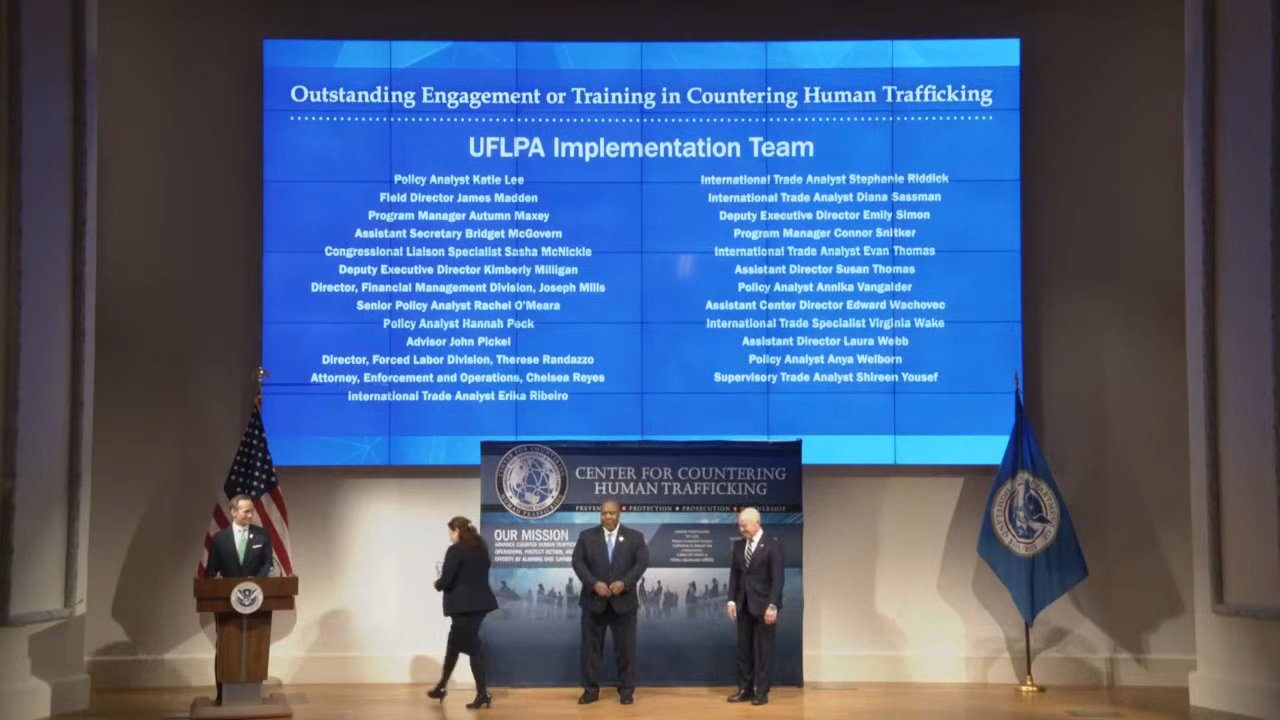 Outstanding Engagement or Training in Countering Human Trafficking
UFLPA Implementation Team
Policy Analyst Katie Lee
Field Director James Madden
Program Manager Autumn Maxey
Assistant Secretary Bridget McGovern
Congressional Liaison Specialist Sasha McNickle
Deputy Executive Director Kimberly Milligan
Director, Financial Management Division, Joseph Mills
Senior Policy Analyst Rachel O'Meara
Policy Analyst Hannah Peck
Advisor John Pickel
Director, Forced Labor Division, Therese Randazzo
Attorney, Enforcement and Operations, Chelsea Reyes
International Trade Analyst Erika Ribeiro
International Trade Analyst Stephanie Riddick
International Trade Analyst Diana Sassman
Deputy Executive Director Emily Simon
Program Manager Connor Snitker
International Trade Analyst Evan Thomas
Assistant Director Susan Thomas
Policy Analyst Annika Vangalder
Assistant Center Director Edward Wachovec
International Trade Specialist Virginia Wake
Assistant Director Laura Webb
Policy Analyst Anya Welborn
Supervisory Trade Analyst Shireen Yousef
CENTER FOR COUNTERING
HUMAN TRAFFICKING
PROTECTION ★ PROSECUTION ★
OUR MISSION